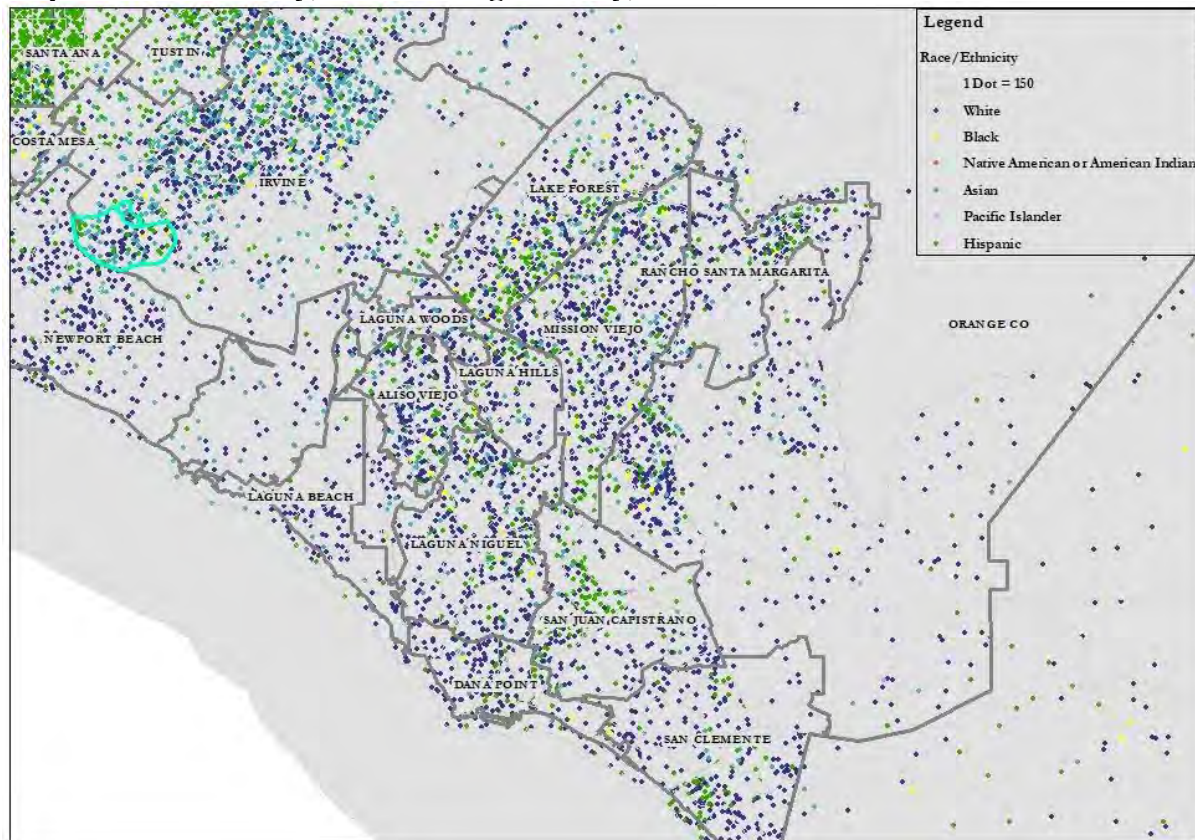 Legend
Race/Ethnicity
1 Dot = 150
White
Black
Native American or American Indian
Asian
Pacific Islander
Hispanic
SANTA ANA
TUSTIN
COSTA MESA
IRVINE
LAKE FOREST
RANCHO SANTA MARGARITA
LAGUNA WOODS
MISSION VIEJO
ORANGE CO
NEWPORT BEACH
LAGUNA HILLS
ALISO VIEJO
LAGUNA BEACH
LAGUNA NIGUEL
SAN JUAN CAPISTRANO
DANA POINT
SAN CLEMENTE